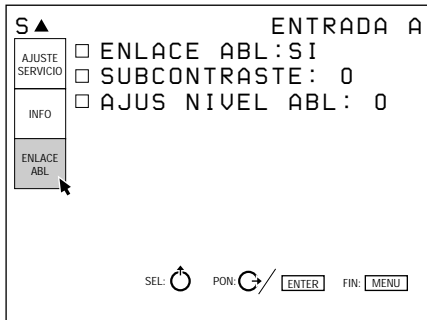 S▲ ENTRADA A
AJUSTE
SERVICIO
INFO
ENLACE
ABL
□ ENLACE ABL:SI
□ SUBCONTRASTE: 0
□ AJUS NIVEL ABL: 0
SEL: PON: / ENTER FIN: MENU